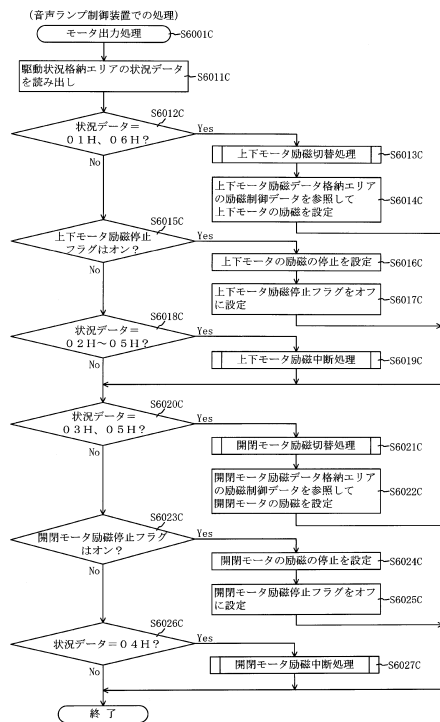 (音声ランプ制御装置での処理)
モータ出力処理
S6001C
駆動状況格納エリアの状況データ
を読み出し
S6011C
S6012C
状況データ=
01H、06H?
Yes
No
上下モータ励磁切替処理
S6013C
上下モータ励磁データ格納エリア
の励磁制御データを参照して
上下モータの励磁を設定
S6014C
S6015C
上下モータ励磁停止
フラグはオン?
Yes
No
上下モータの励磁の停止を設定
S6016C
上下モータ励磁停止フラグをオフ
に設定
S6017C
S6018C
状況データ=
02H~05H?
Yes
No
上下モータ励磁中断処理
S6019C
S6020C
状況データ=
03H、05H?
Yes
No
開閉モータ励磁切替処理
S6021C
開閉モータ励磁データ格納エリア
の励磁制御データを参照して
開閉モータの励磁を設定
S6022C
S6023C
開閉モータ励磁停止フラグ
はオン?
Yes
No
開閉モータの励磁の停止を設定
S6024C
開閉モータ励磁停止フラグをオフ
に設定
S6025C
S6026C
状況データ=04H?
Yes
No
開閉モータ励磁中断処理
S6027C
終了